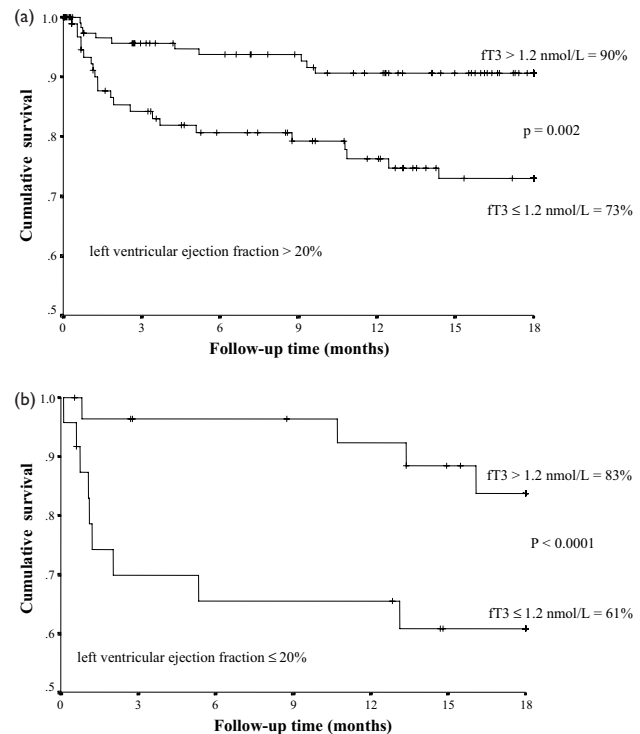 (a)
1.0
.9
.8
.7
.6
.5
Cumulative survival
fT3 > 1.2 nmol/L = 90%
p = 0.002
fT3 ≤ 1.2 nmol/L = 73%
left ventricular ejection fraction > 20%
0 3 6 9 12 15 18
Follow-up time (months)
(b)
1.0
.9
.8
.7
.6
.5
Cumulative survival
fT3 > 1.2 nmol/L = 83%
P < 0.0001
fT3 ≤ 1.2 nmol/L = 61%
left ventricular ejection fraction ≤ 20%
0 3 6 9 12 15 18
Follow-up time (months)